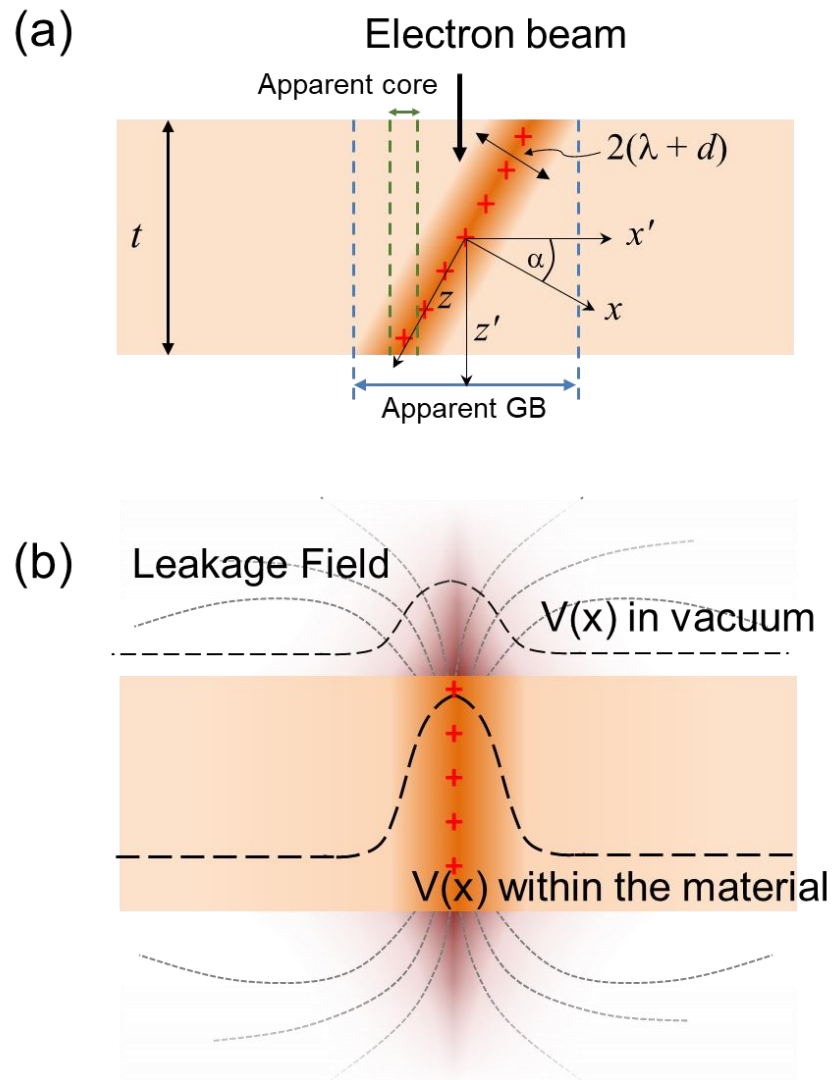 (a)
Electron beam
Apparent core
2(λ + d)
t
x′
α
z
x
z′
Apparent GB
(b)
Leakage Field
V(x) in vacuum
V(x) within the material